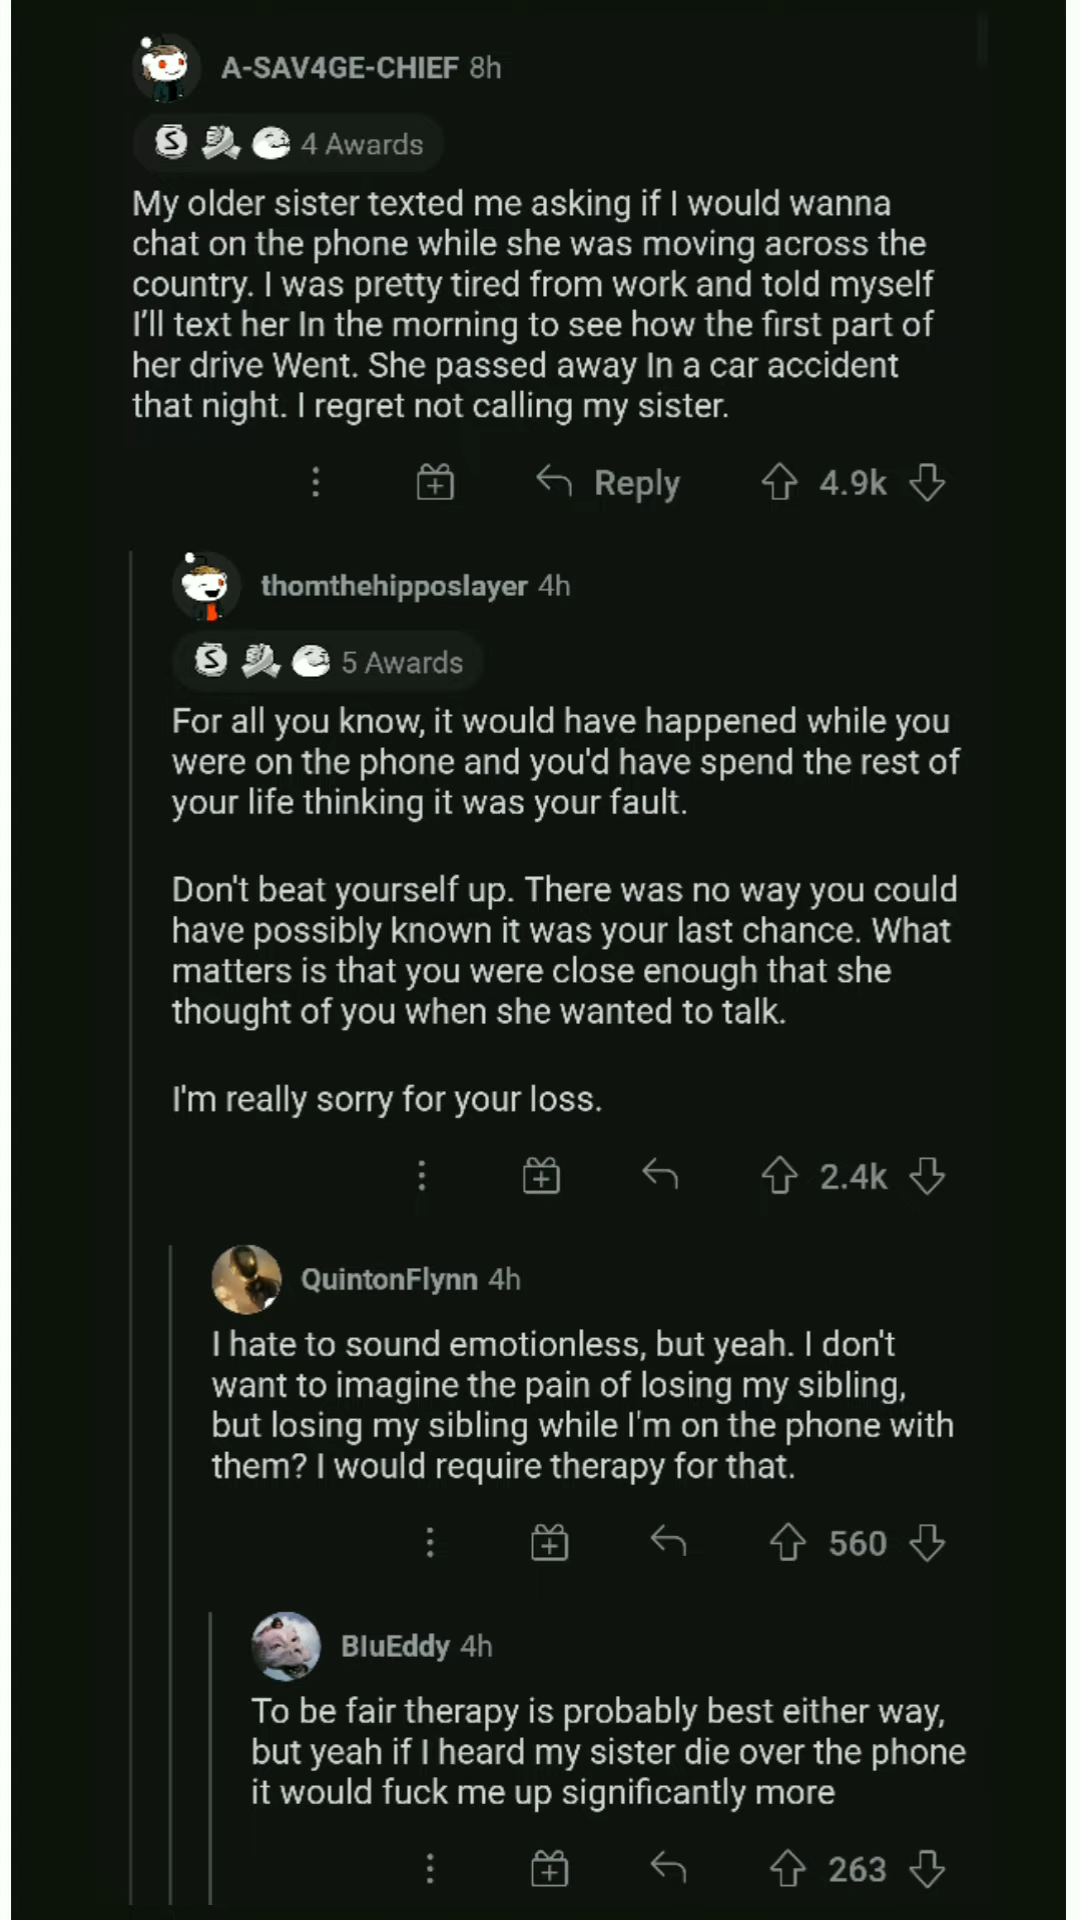 A-SAV4GE-CHIEF 8h
S 4 Awards
My older sister texted me asking if I would wanna
chat on the phone while she was moving across the
country. I was pretty tired from work and told myself
I'll text her In the morning to see how the first part of
her drive Went. She passed away In a car accident
that night. I regret not calling my sister.
Reply 4.9k
thomthehipposlayer 4h
S 5 Awards
For all you know, it would have happened while you
were on the phone and you'd have spend the rest of
your life thinking it was your fault.
Don't beat yourself up. There was no way you could
have possibly known it was your last chance. What
matters is that you were close enough that she
thought of you when she wanted to talk.
I'm really sorry for your loss.
2.4k
QuintonFlynn 4h
I hate to sound emotionless, but yeah. I don't
want to imagine the pain of losing my sibling,
but losing my sibling while I'm on the phone with
them? I would require therapy for that.
560
BluEddy 4h
To be fair therapy is probably best either way,
but yeah if I heard my sister die over the phone
it would fuck me up significantly more
263